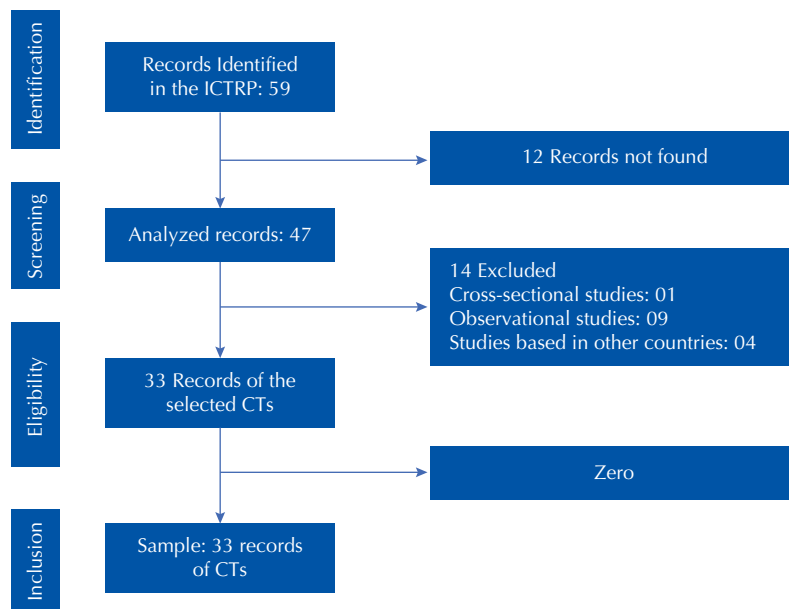 Identification
Records Identified
in the ICTRP: 59
12 Records not found
Screening
Analyzed records: 47
14 Excluded
Cross-sectional studies: 01
Observational studies: 09
Studies based in other countries: 04
Eligibility
33 Records of the
selected CTs
Zero
Inclusion
Sample: 33 records
of CTs